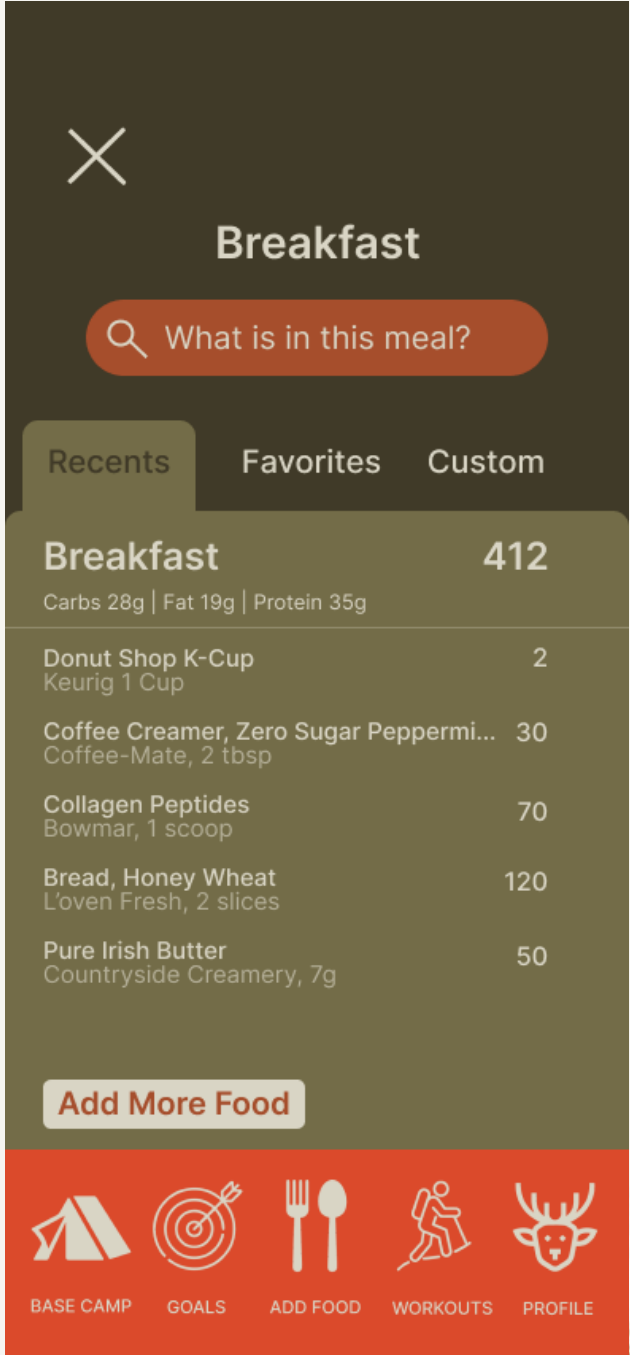 Breakfast
What is in this meal?
Recents Favorites Custom
Breakfast 412
Carbs 28g | Fat 19g | Protein 35g
Donut Shop K-Cup 2
Keurig 1 Cup
Coffee Creamer, Zero Sugar Peppermi... 30
Coffee-Mate, 2 tbsp
Collagen Peptides 70
Bowmar, 1 scoop
Bread, Honey Wheat 120
L'oven Fresh, 2 slices
Pure Irish Butter 50
Countryside Creamery, 7g
Add More Food
BASE CAMP GOALS ADD FOOD WORKOUTS PROFILE